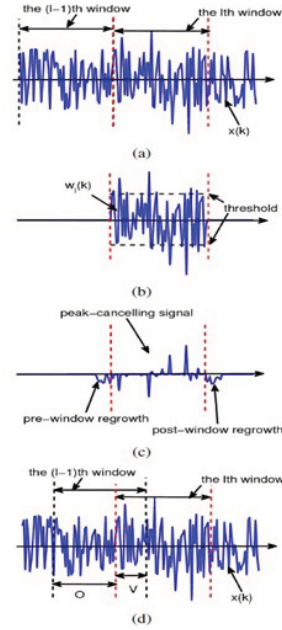 the (l−1)th window
the lth window
x(k)
(a)
w_l(k)
threshold
(b)
peak−cancelling signal
pre−window regrowth
post−window regrowth
(c)
the (l−1)th window
the lth window
O
V
x(k)
(d)